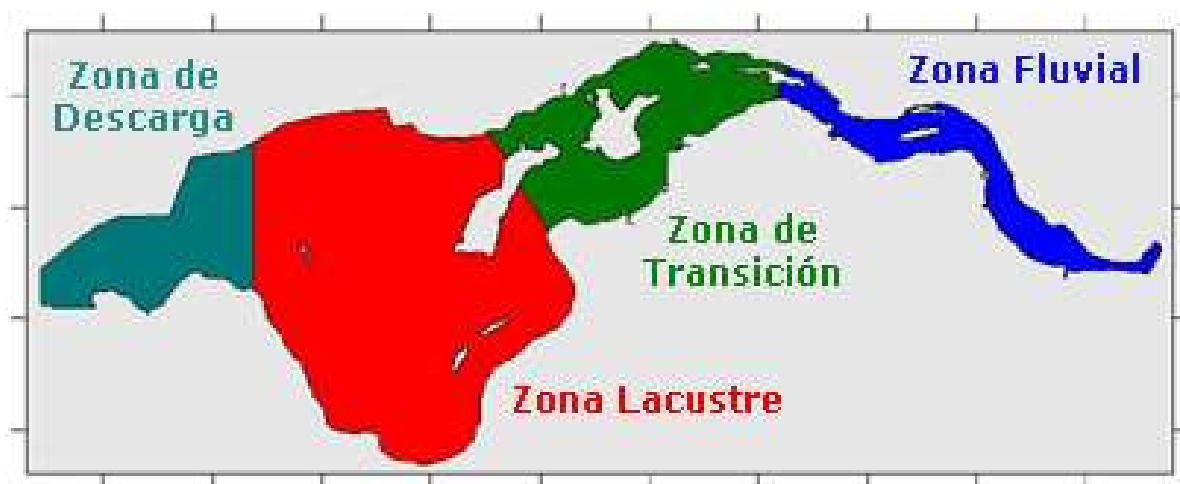 Zona de
Descarga
Zona Fluvial
Zona de
Transición
Zona Lacustre